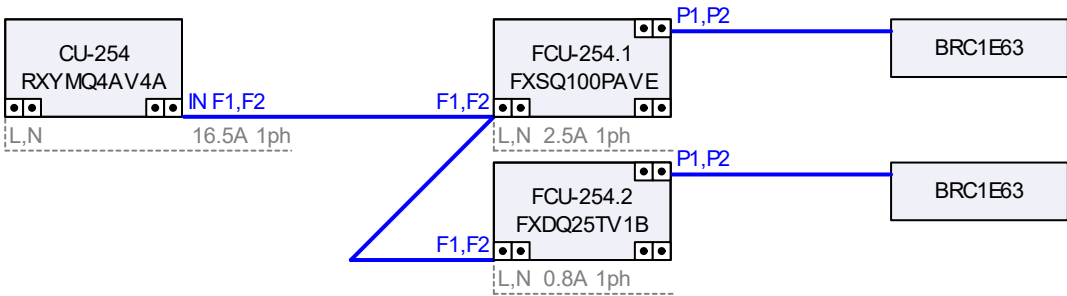 CU-254
RXYMQ4AV4A
IN F1,F2
L,N 16.5A 1ph
P1,P2
FCU-254.1
FXSQ100PAVE
F1,F2
L,N 2.5A 1ph
BRC1E63
P1,P2
FCU-254.2
FXDQ25TV1B
F1,F2
L,N 0.8A 1ph
BRC1E63